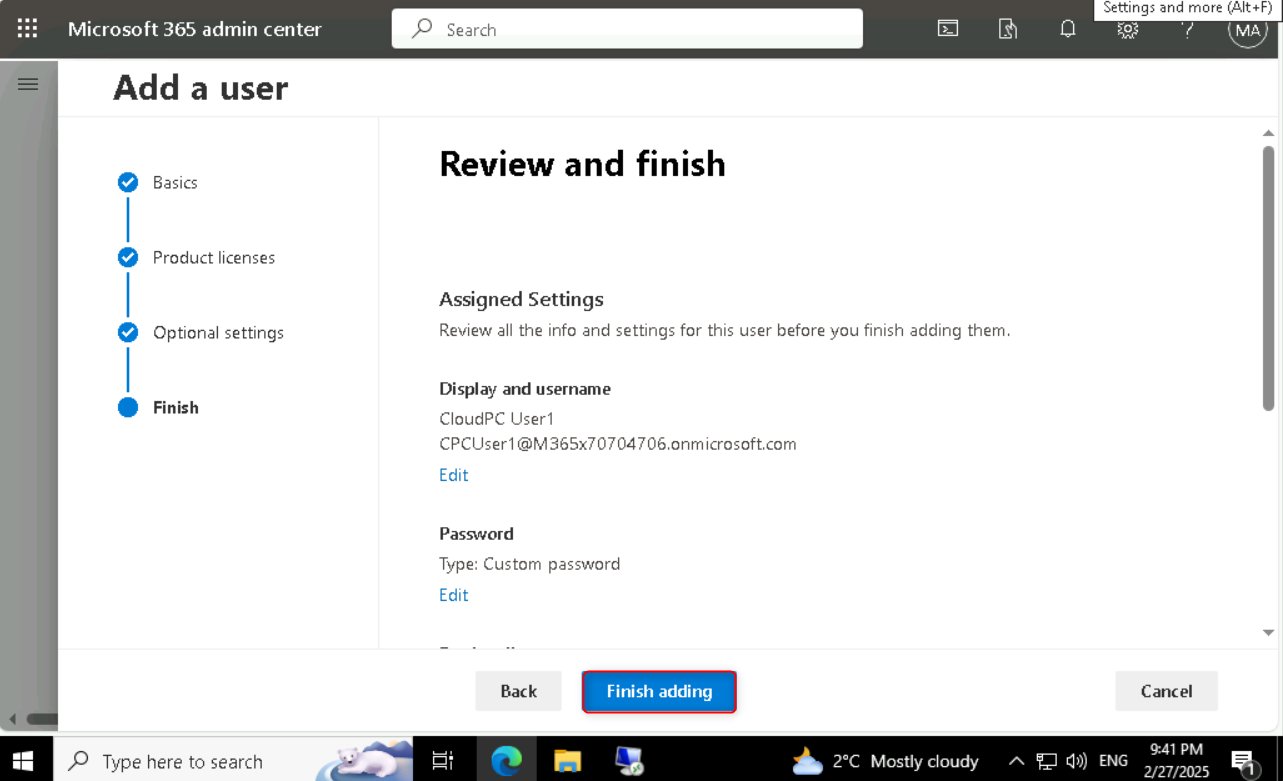 Settings and more (Alt+F)
Microsoft 365 admin center
Search
?
MA
Add a user
Basics
Product licenses
Optional settings
Finish
Review and finish
Assigned Settings
Review all the info and settings for this user before you finish adding them.
Display and username
CloudPC User1
CPCUser1@M365x70704706.onmicrosoft.com
Edit
Password
Type: Custom password
Edit
Back
Finish adding
Cancel
Type here to search
2°C Mostly cloudy
ENG
9:41 PM
2/27/2025
1